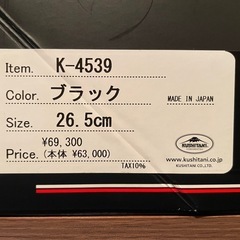 Item. K-4539
Color. ブラック
MADE IN JAPAN
Size. 26.5cm
KUSHITANI
www.kushitani.co.jp
KUSHITANI CO.,LTD.
¥69,300
Price. (本体 ¥63,000)
TAX10%